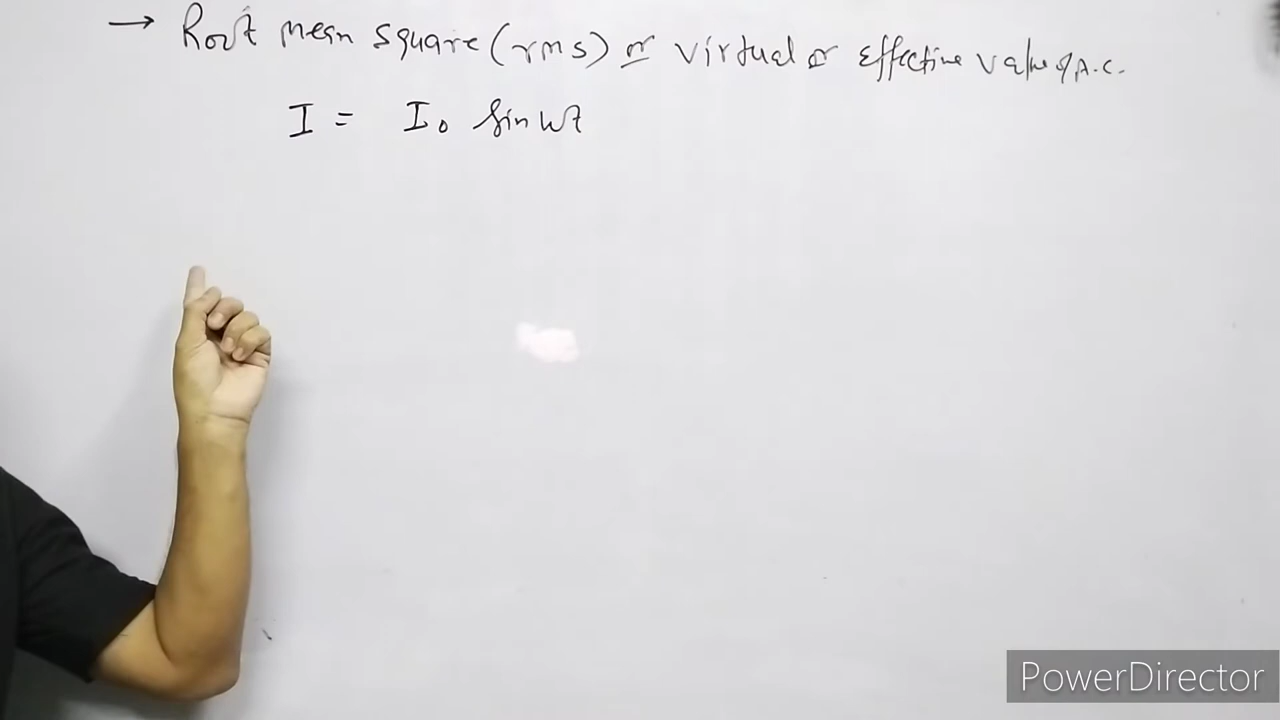 → Root mean square (rms) or virtual or effective value of A.C.
I = I₀ sin ωt
PowerDirector